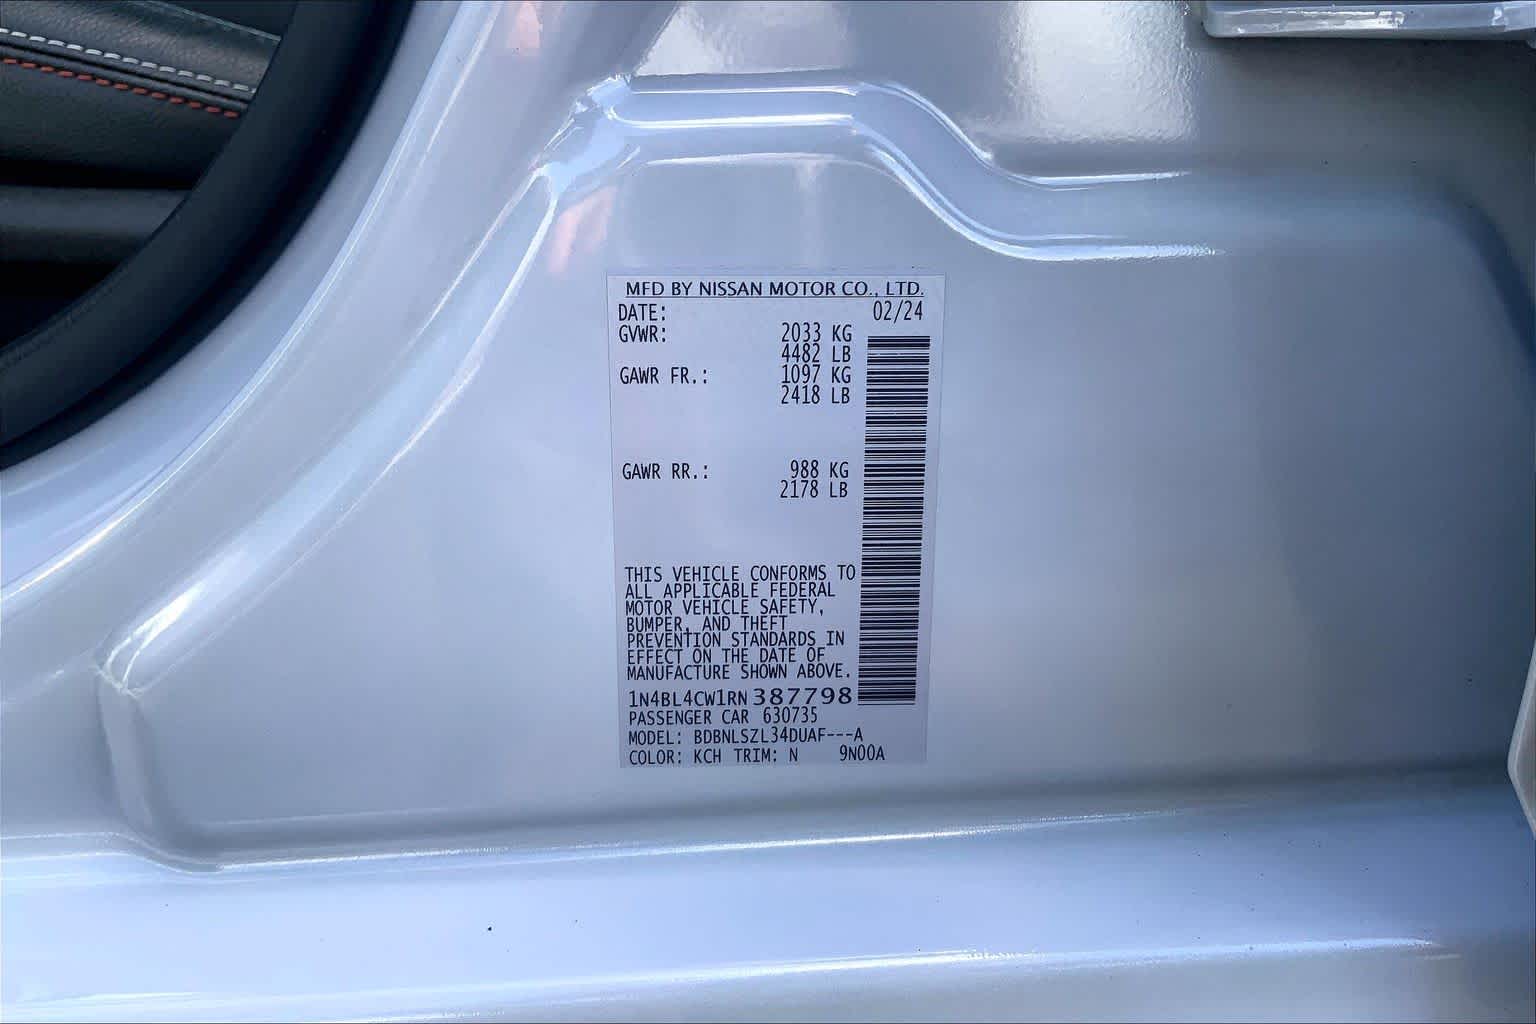 MFD BY NISSAN MOTOR CO., LTD.
DATE: 02/24
GVWR: 2033 KG
4482 LB
GAWR FR.: 1097 KG
2418 LB
GAWR RR.: 988 KG
2178 LB
THIS VEHICLE CONFORMS TO
ALL APPLICABLE FEDERAL
MOTOR VEHICLE SAFETY,
BUMPER, AND THEFT
PREVENTION STANDARDS IN
EFFECT ON THE DATE OF
MANUFACTURE SHOWN ABOVE.
1N4BL4CW1RN387798
PASSENGER CAR 630735
MODEL: BDBNLSZL34DUAF---A
COLOR: KCH TRIM: N 9N00A